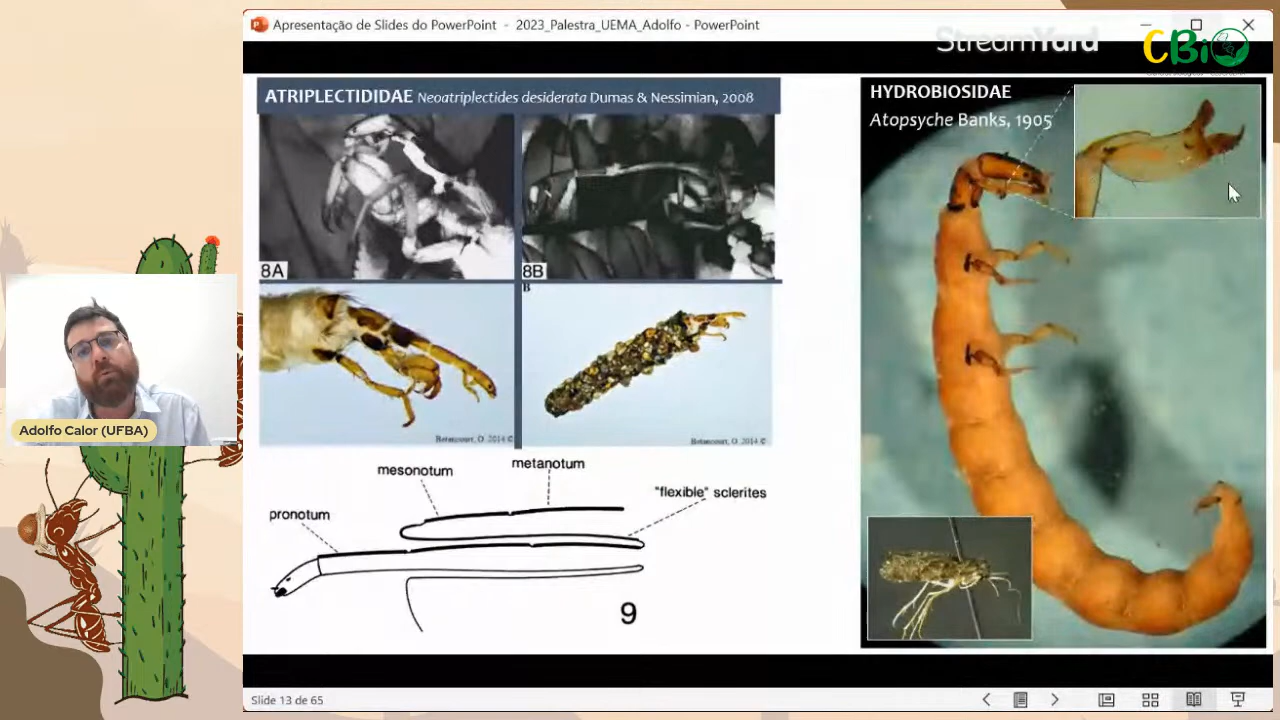 Apresentação de Slides do PowerPoint - 2023_Palestra_UEMA_Adolfo - PowerPoint
StreamYard
CBiO
ATRIPLECTIDIDAE Neoatriplectides desiderata Dumas & Nessimian, 2008
HYDROBIOSIDAE
Atopsyche Banks, 1905
8A
8B
B
Adolfo Calor (UFBA)
Betancourt, O. 2014 ©
Betancourt, O. 2014 ©
mesonotum
metanotum
"flexible" sclerites
pronotum
9
Slide 13 de 65